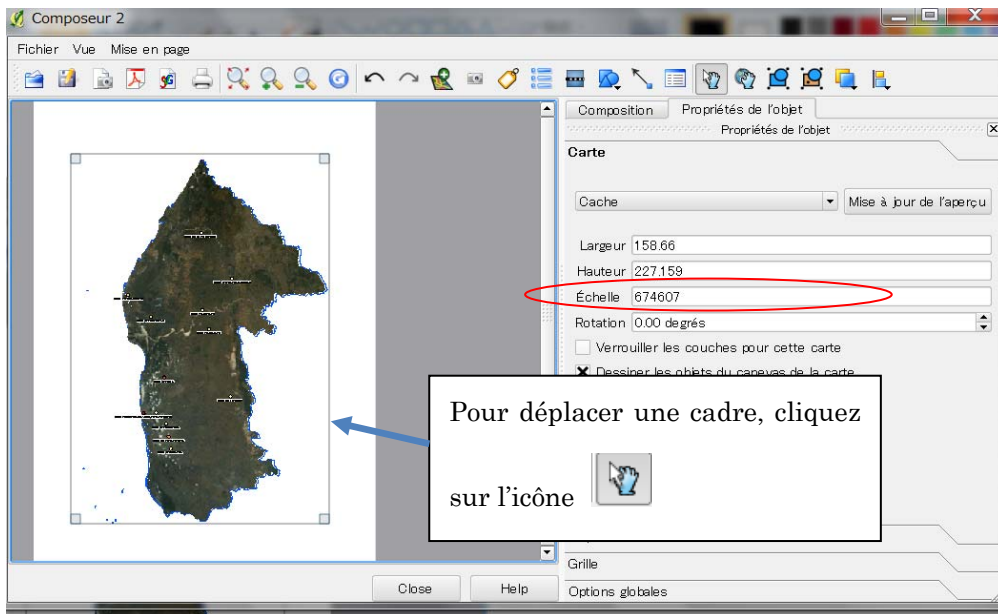 Composeur 2
Fichier Vue Mise en page
Composition Propriétés de l'objet
Propriétés de l'objet
Carte
Cache Mise à jour de l'aperçu
Largeur 158.66
Hauteur 227.159
Échelle 674607
Rotation 0.00 degrés
Verrouiller les couches pour cette carte
Dessiner les objets du canevas de la carte
Pour déplacer une cadre, cliquez
sur l'icône
Grille
Close Help Options globales